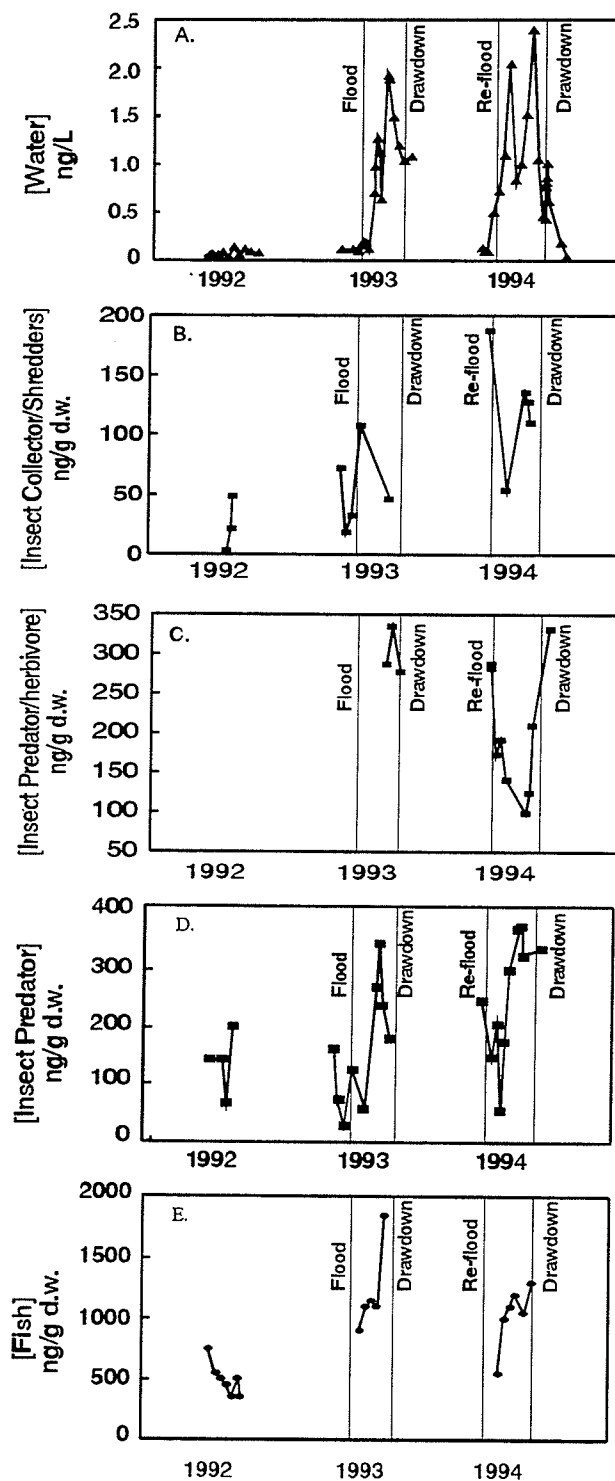 A.
[Water]
ng/L
2.5
2.0
1.5
1.0
0.5
0
Flood
Drawdown
Re-flood
Drawdown
1992
1993
1994
B.
[Insect Collector/Shredders]
ng/g d.w.
200
150
100
50
0
Flood
Drawdown
Re-flood
Drawdown
1992
1993
1994
C.
[Insect Predator/herbivore]
ng/g d.w.
350
300
250
200
150
100
50
Flood
Drawdown
Re-flood
Drawdown
1992
1993
1994
D.
[Insect Predator]
ng/g d.w.
400
300
200
100
0
Flood
Drawdown
Re-flood
Drawdown
1992
1993
1994
E.
[Fish]
ng/g d.w.
2000
1500
1000
500
0
Flood
Drawdown
Re-flood
Drawdown
1992
1993
1994